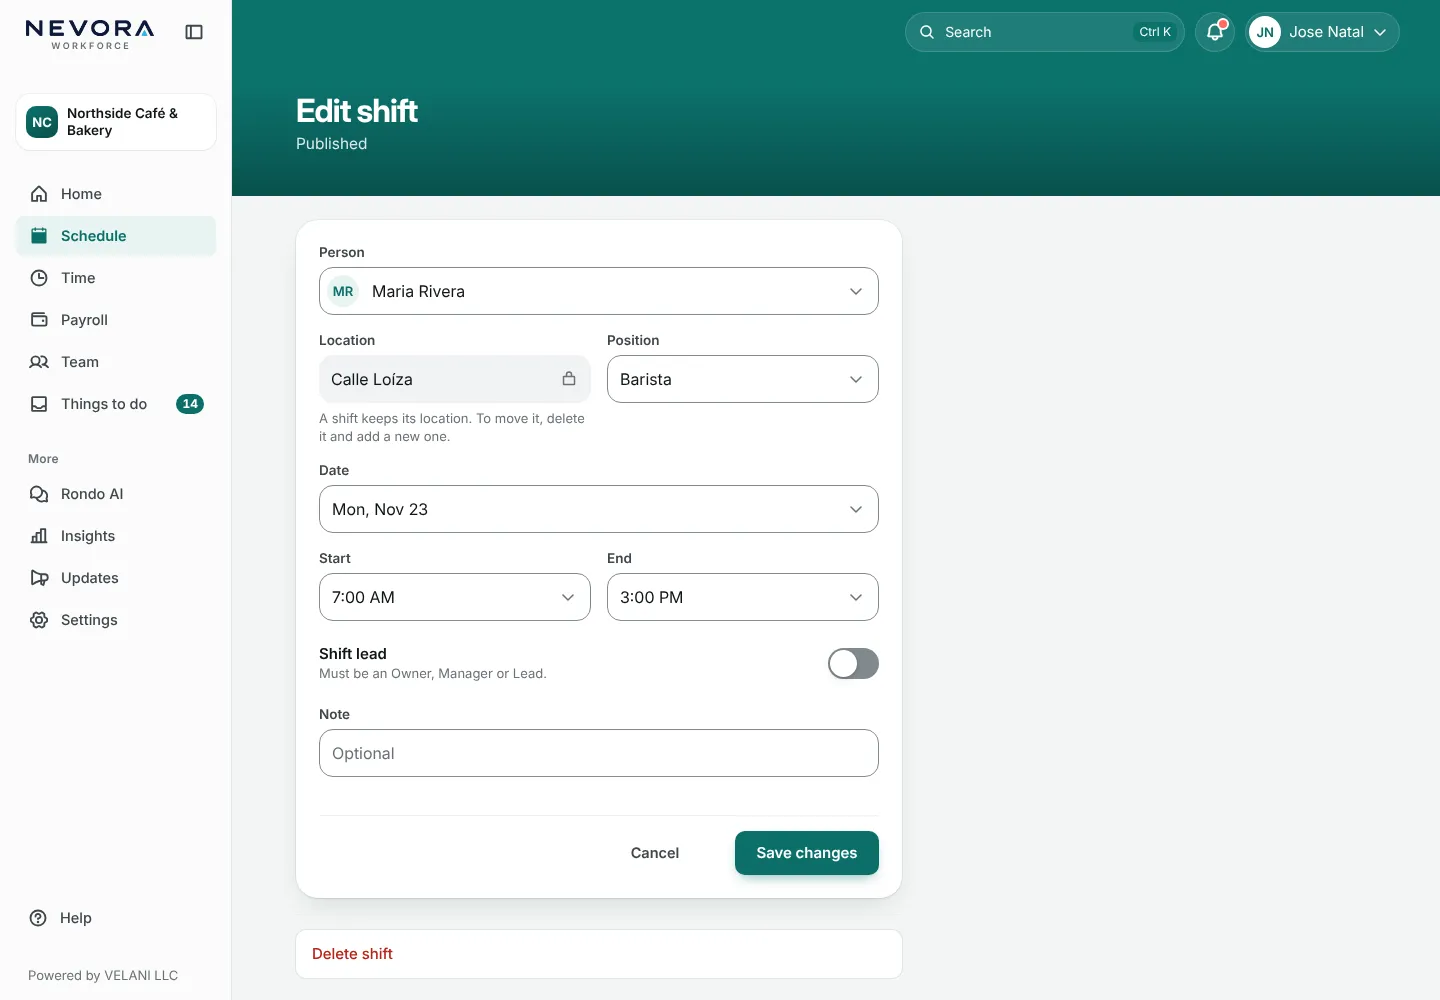 NEVORA
WORKFORCE
Search
Ctrl K
JN
Jose Natal
NC
Northside Café &
Bakery
Edit shift
Published
Home
Schedule
Time
Payroll
Team
Things to do
14
More
Rondo AI
Insights
Updates
Settings
Help
Powered by VELANI LLC
Person
MR
Maria Rivera
Location
Position
Calle Loíza
Barista
A shift keeps its location. To move it, delete
it and add a new one.
Date
Mon, Nov 23
Start
End
7:00 AM
3:00 PM
Shift lead
Must be an Owner, Manager or Lead.
Note
Optional
Cancel
Save changes
Delete shift